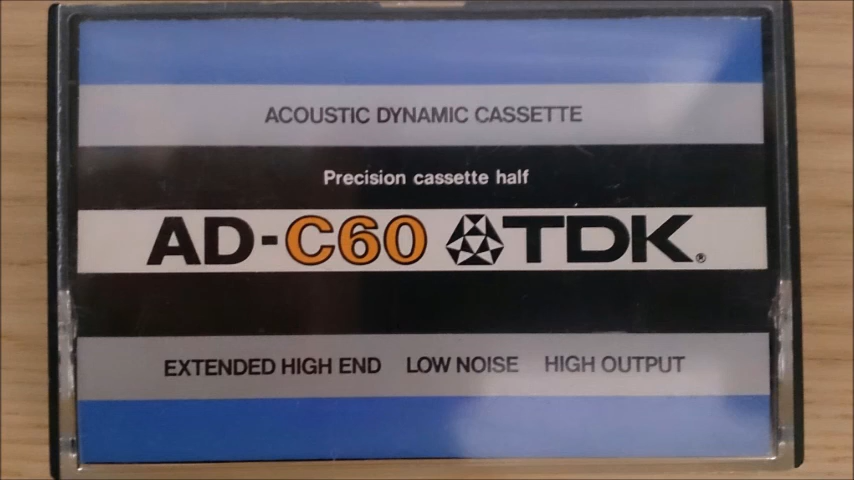 ACOUSTIC DYNAMIC CASSETTE
Precision cassette half
AD-C60 TDK®
EXTENDED HIGH END LOW NOISE HIGH OUTPUT